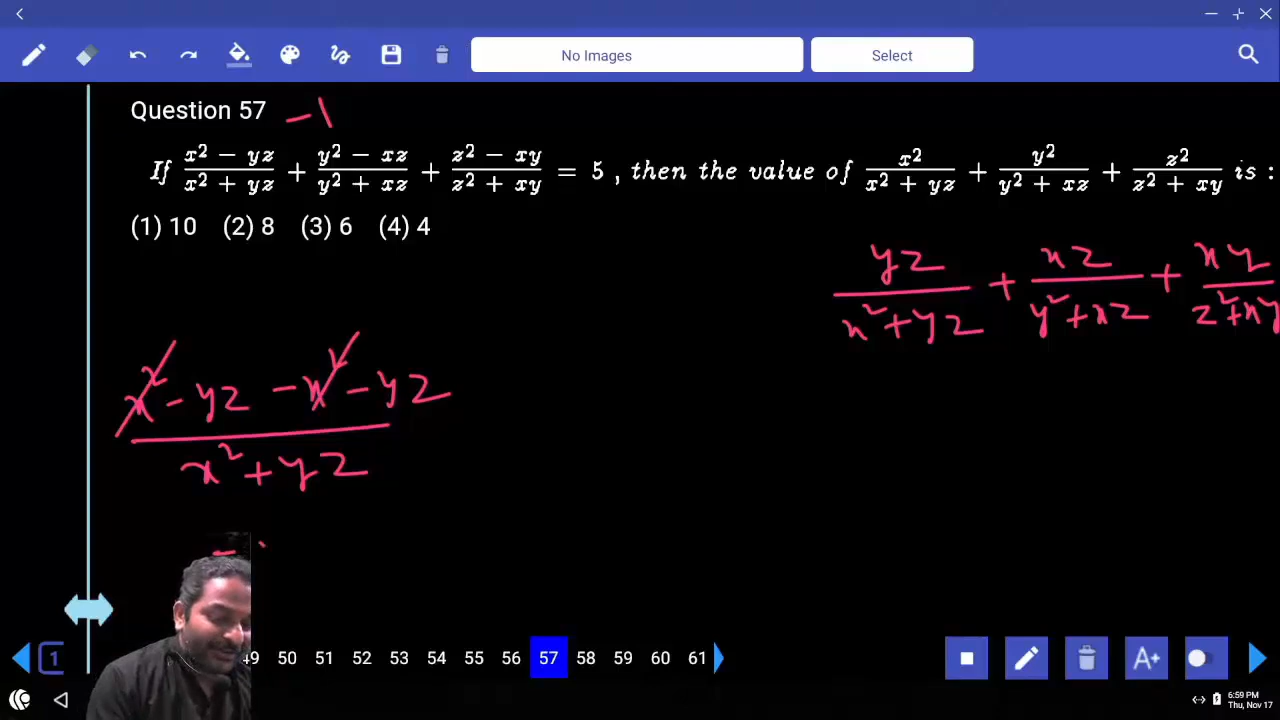 No Images
Select
Question 57 -1
If x² - yz / x² + yz + y² - xz / y² + xz + z² - xy / z² + xy = 5 , then the value of x² / x² + yz + y² / y² + xz + z² / z² + xy is :
(1) 10 (2) 8 (3) 6 (4) 4
yz / x² + yz + xz / y² + xz + xy / z² + xy
x² - yz - x² - yz / x² + yz
1
49 50 51 52 53 54 55 56 57 58 59 60 61
A+
6:59 PM
Thu, Nov 17